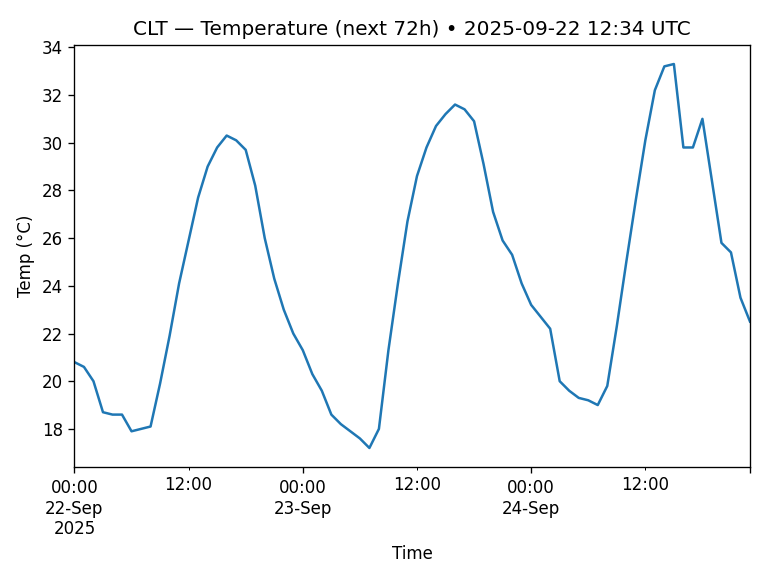 CLT — Temperature (next 72h) • 2025-09-22 12:34 UTC
34
32
30
28
26
24
22
20
18
Temp (°C)
00:00 12:00 00:00 12:00 00:00 12:00
22-Sep 23-Sep 24-Sep
2025
Time